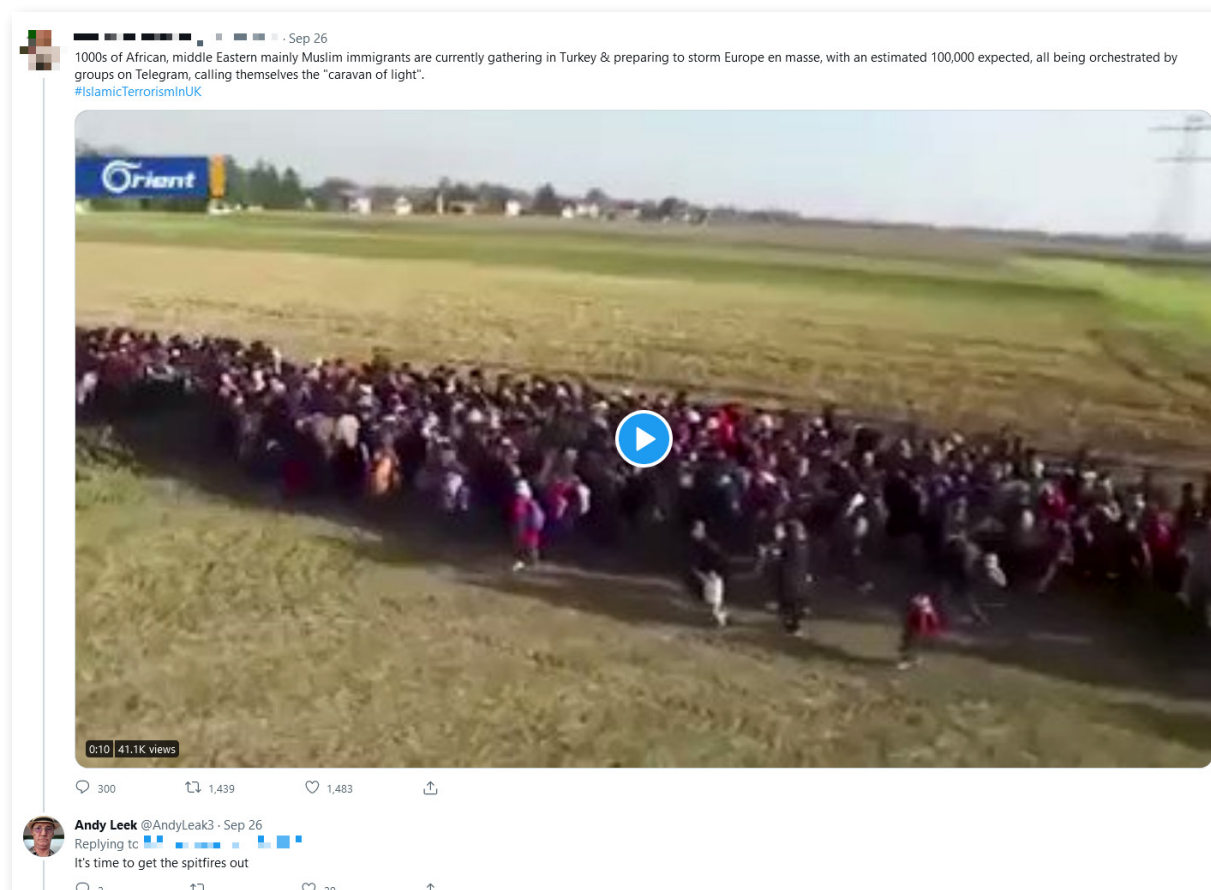 · Sep 26
1000s of African, middle Eastern mainly Muslim immigrants are currently gathering in Turkey & preparing to storm Europe en masse, with an estimated 100,000 expected, all being orchestrated by
groups on Telegram, calling themselves the "caravan of light".
#IslamicTerrorismInUK
Orient
0:10 41.1K views
300 1,439 1,483
Andy Leek @AndyLeak3 · Sep 26
Replying to
It's time to get the spitfires out